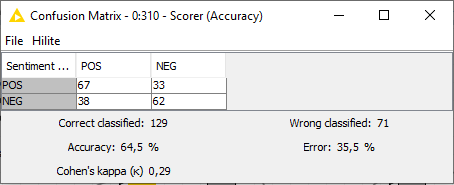 Confusion Matrix - 0:310 - Scorer (Accuracy)
File Hilite
Sentiment ... POS NEG
POS 67 33
NEG 38 62
Correct classified: 129 Wrong classified: 71
Accuracy: 64,5 % Error: 35,5 %
Cohen's kappa (κ) 0,29